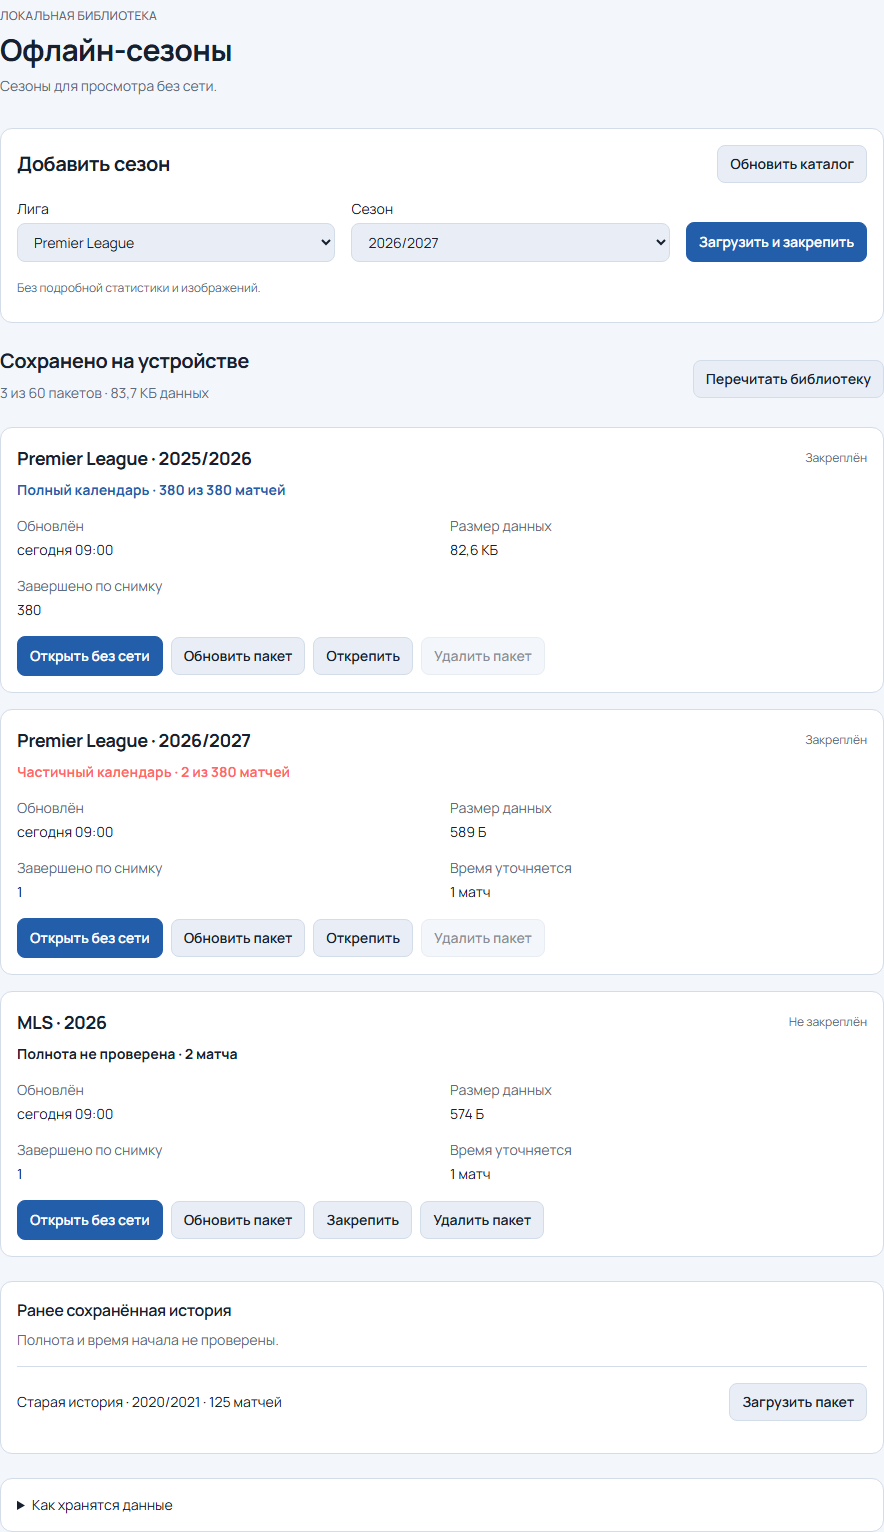 ЛОКАЛЬНАЯ БИБЛИОТЕКА
Офлайн-сезоны
Сезоны для просмотра без сети.
Добавить сезон
Обновить каталог
Лига
Сезон
Premier League
2026/2027
Загрузить и закрепить
Без подробной статистики и изображений.
Сохранено на устройстве
3 из 60 пакетов · 83,7 КБ данных
Перечитать библиотеку
Premier League · 2025/2026
Закреплён
Полный календарь · 380 из 380 матчей
Обновлён
Размер данных
сегодня 09:00
82,6 КБ
Завершено по снимку
380
Открыть без сети
Обновить пакет
Открепить
Удалить пакет
Premier League · 2026/2027
Закреплён
Частичный календарь · 2 из 380 матчей
Обновлён
Размер данных
сегодня 09:00
589 Б
Завершено по снимку
Время уточняется
1
1 матч
Открыть без сети
Обновить пакет
Открепить
Удалить пакет
MLS · 2026
Не закреплён
Полнота не проверена · 2 матча
Обновлён
Размер данных
сегодня 09:00
574 Б
Завершено по снимку
Время уточняется
1
1 матч
Открыть без сети
Обновить пакет
Закрепить
Удалить пакет
Ранее сохранённая история
Полнота и время начала не проверены.
Старая история · 2020/2021 · 125 матчей
Загрузить пакет
Как хранятся данные